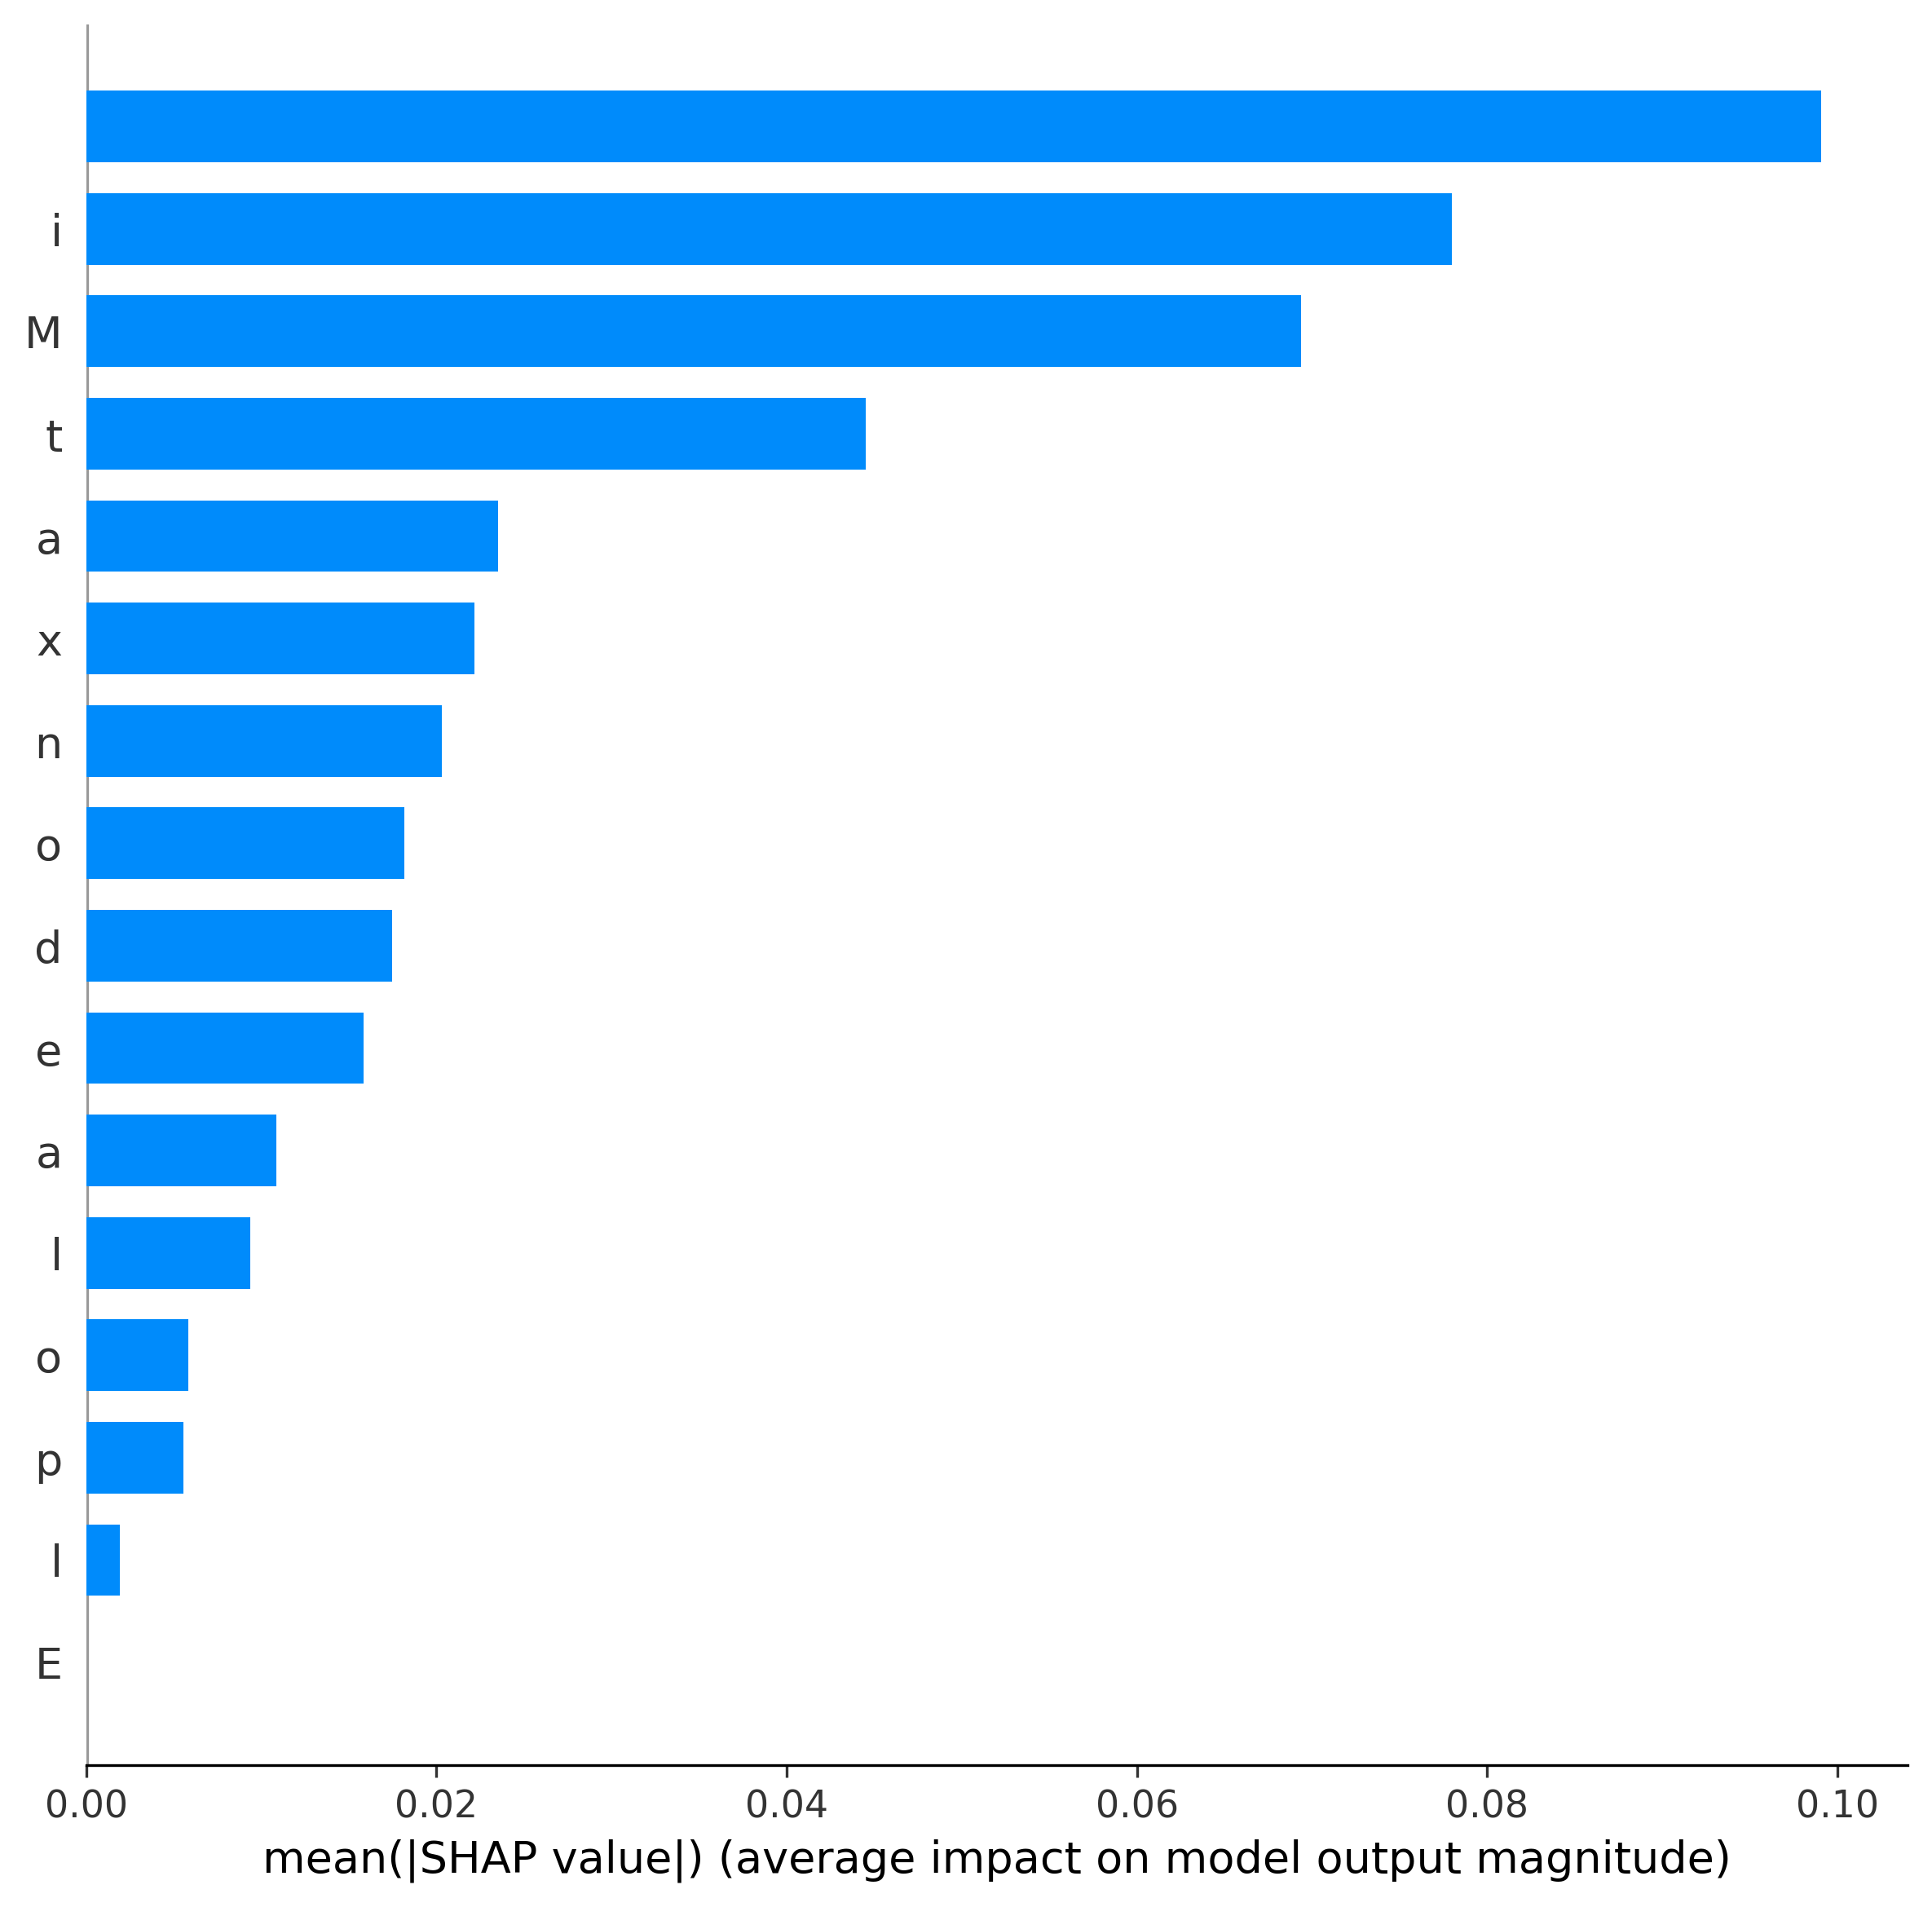 i
M
t
a
x
n
o
d
e
a
l
o
p
l
E
0.00 0.02 0.04 0.06 0.08 0.10
mean(|SHAP value|) (average impact on model output magnitude)